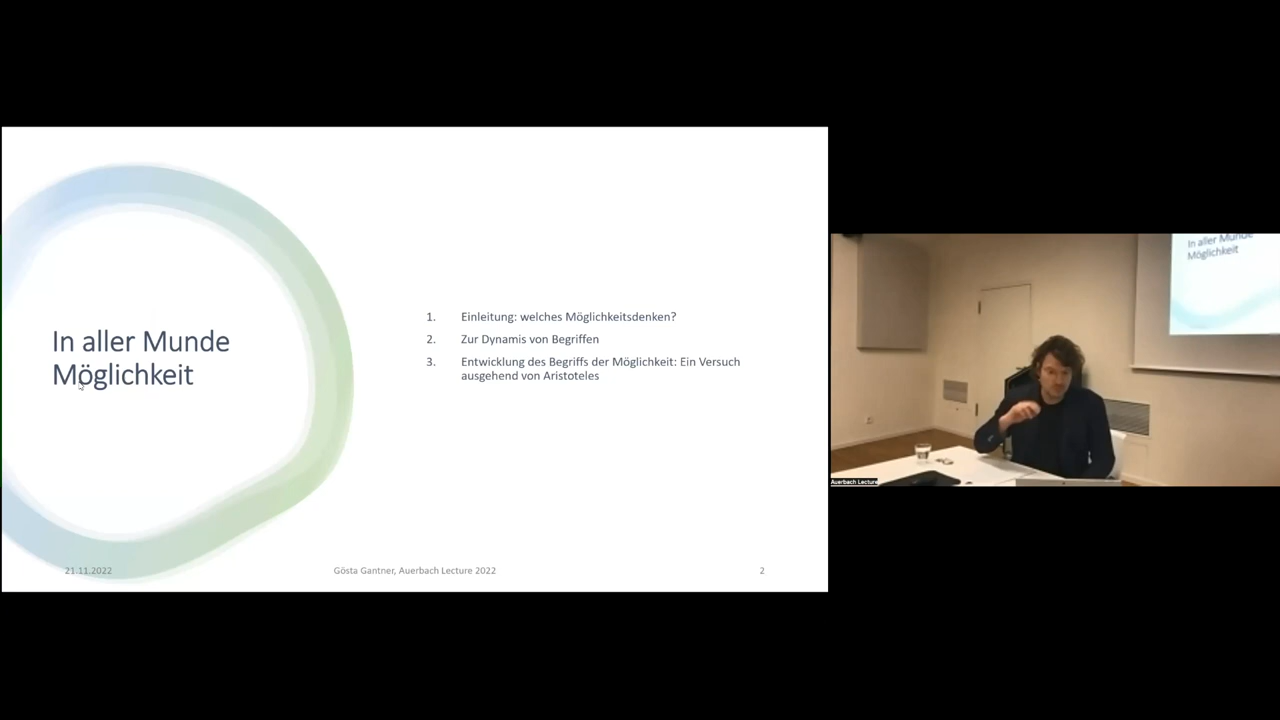 In aller Munde
Möglichkeit
1. Einleitung: welches Möglichkeitsdenken?
2. Zur Dynamis von Begriffen
3. Entwicklung des Begriffs der Möglichkeit: Ein Versuch
ausgehend von Aristoteles
21.11.2022
Gösta Gantner, Auerbach Lecture 2022
2
In aller Munde
Möglichkeit
Auerbach Lecture